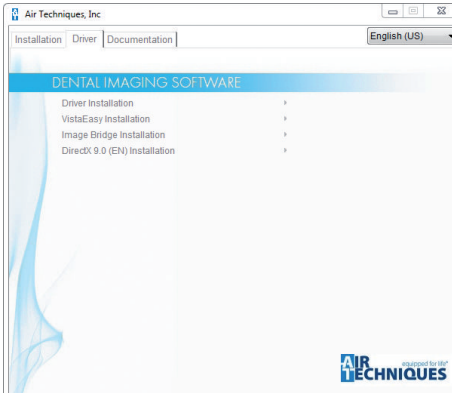 Air Techniques, Inc
Installation Driver Documentation English (US)
DENTAL IMAGING SOFTWARE
Driver Installation
VistaEasy Installation
Image Bridge Installation
DirectX 9.0 (EN) Installation
AIR equipped for life®
TECHNIQUES